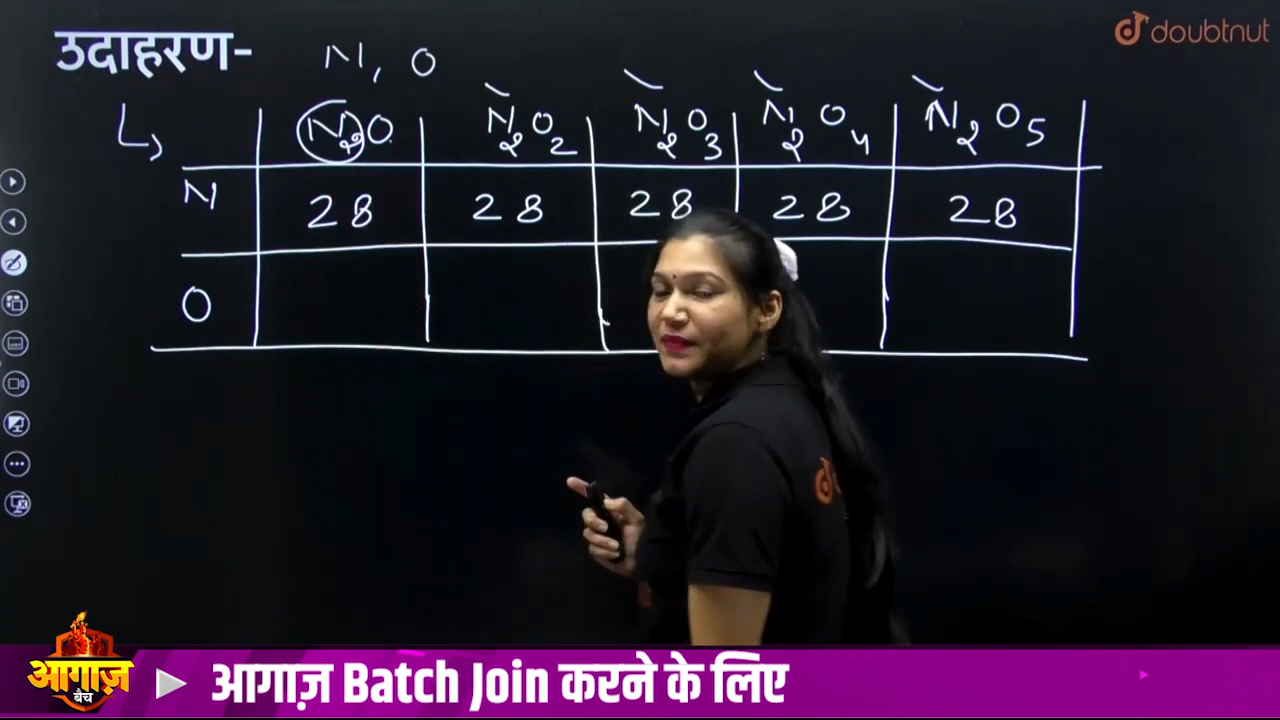 उदाहरण-
N, O
doubtnut
N₂O N₂O₂ N₂O₃ N₂O₄ N₂O₅
N 28 28 28 28 28
O
आगाज़
बैच
आगाज़ Batch Join करने के लिए